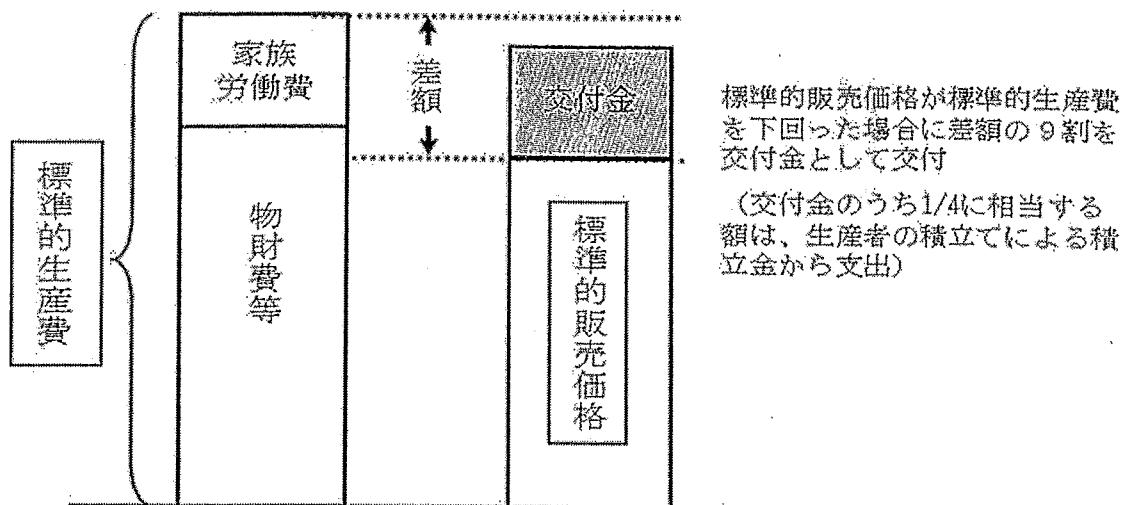 標準的生産費
家族
労働費
物財費等
差額
交付金
標準的販売価格
標準的販売価格が標準的生産費
を下回った場合に差額の9割を
交付金として交付
（交付金のうち1/4に相当する
額は、生産者の積立てによる積
立金から支出）